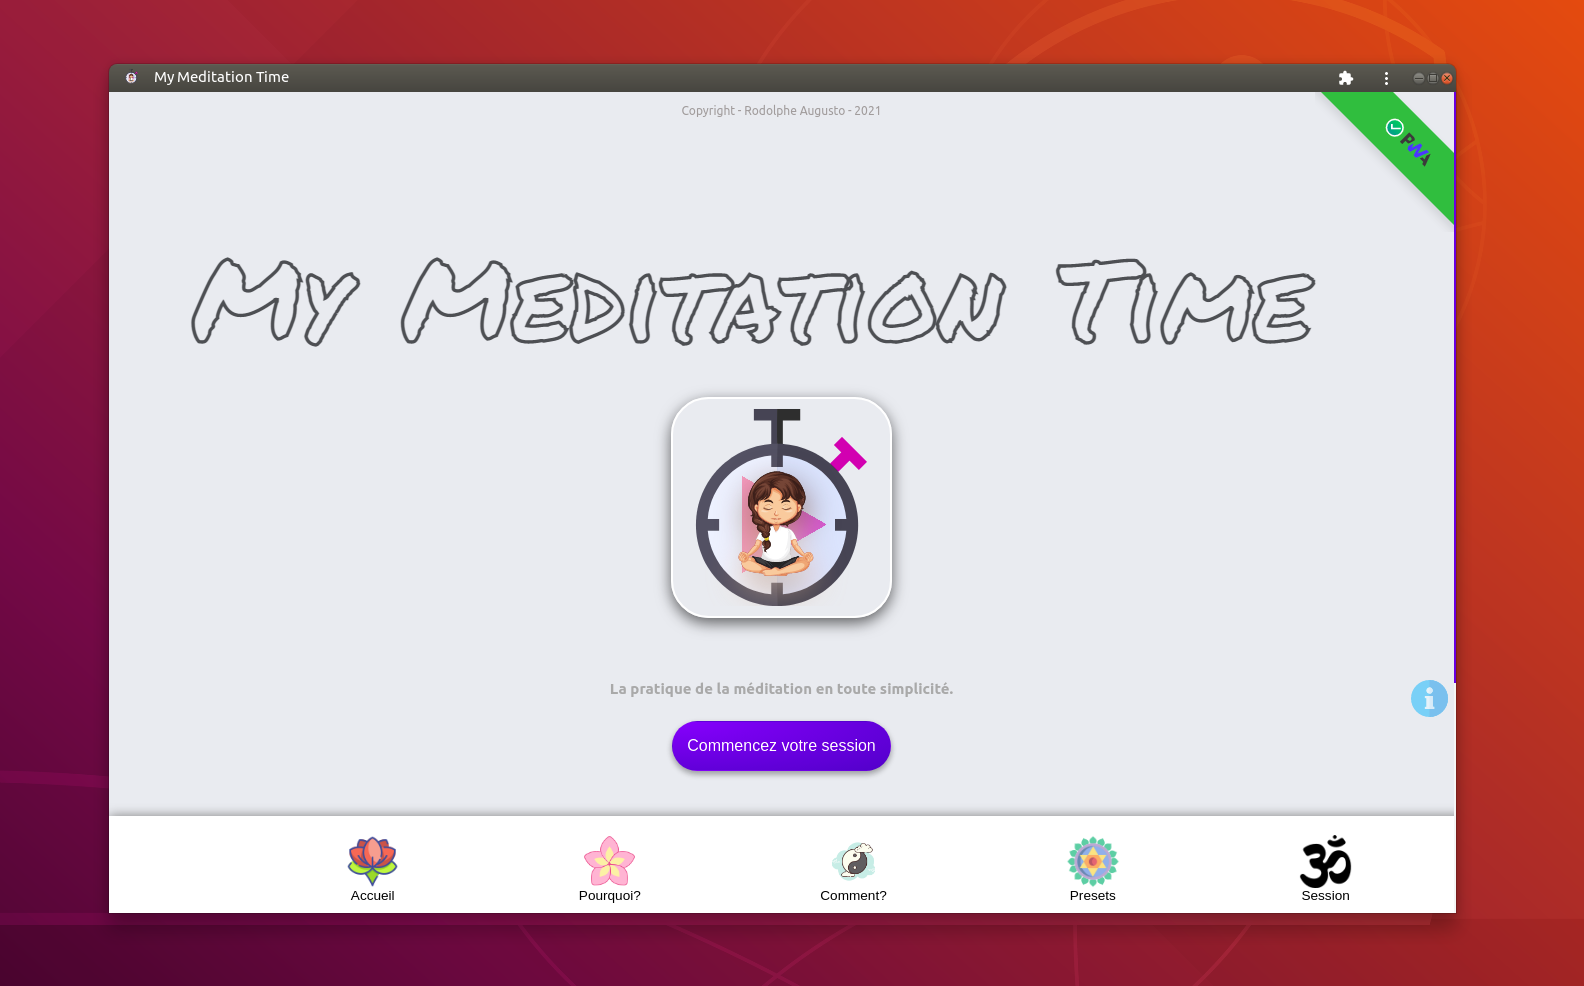 My Meditation Time
Copyright - Rodolphe Augusto - 2021
PWA
My Meditation Time
La pratique de la méditation en toute simplicité.
i
Commencez votre session
Accueil
Pourquoi?
Comment?
Presets
Session